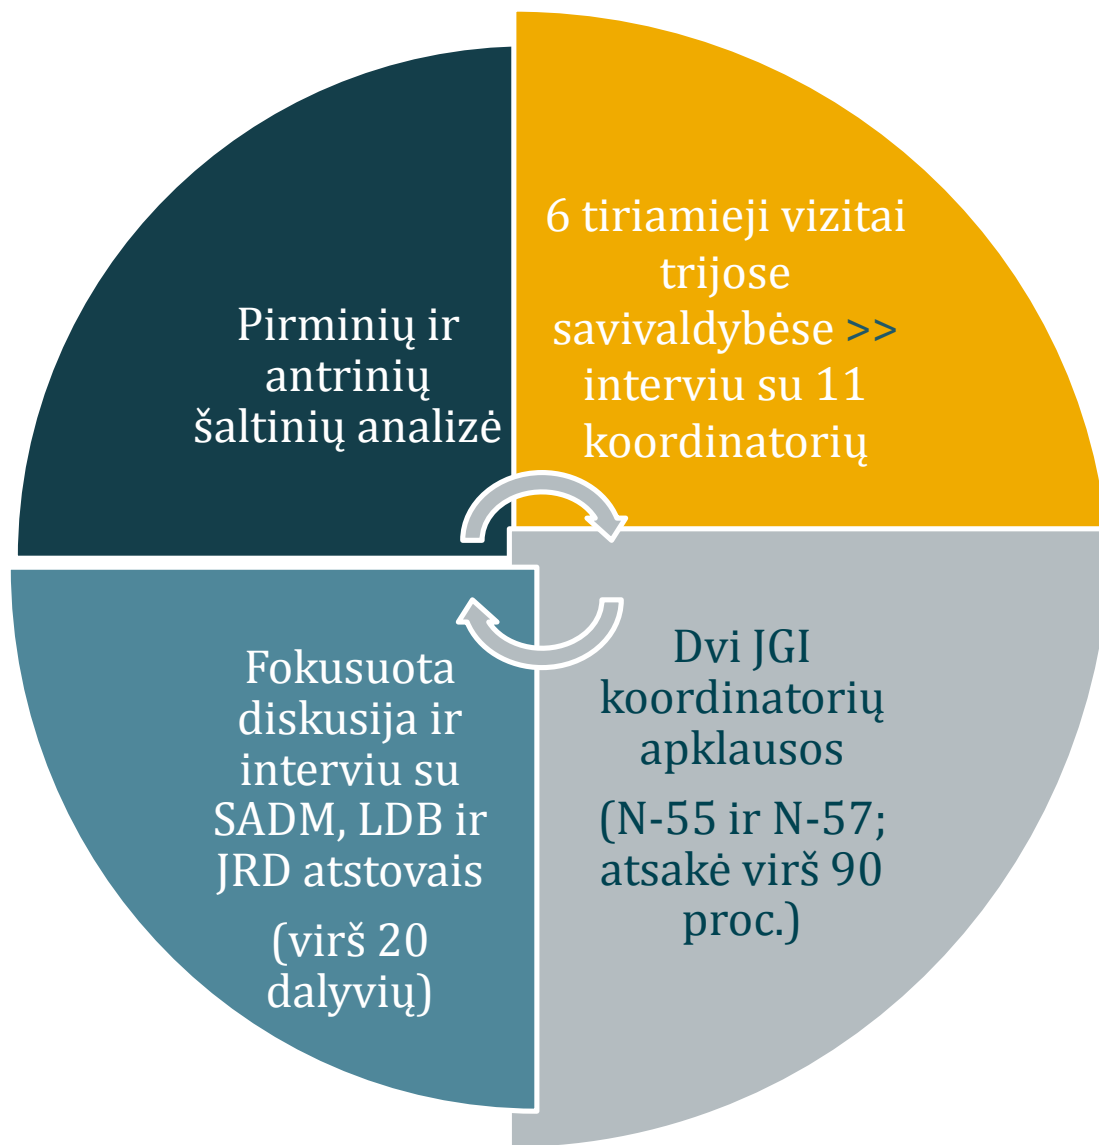 Pirminių ir
antrinių
šaltinių analizė
6 tiriamieji vizitai
trijose
savivaldybėse >>
interviu su 11
koordinatorių
Dvi JGI
koordinatorių
apklausos
(N-55 ir N-57;
atsakė virš 90
proc.)
Fokusuota
diskusija ir
interviu su
SADM, LDB ir
JRD atstovais
(virš 20
dalyvių)